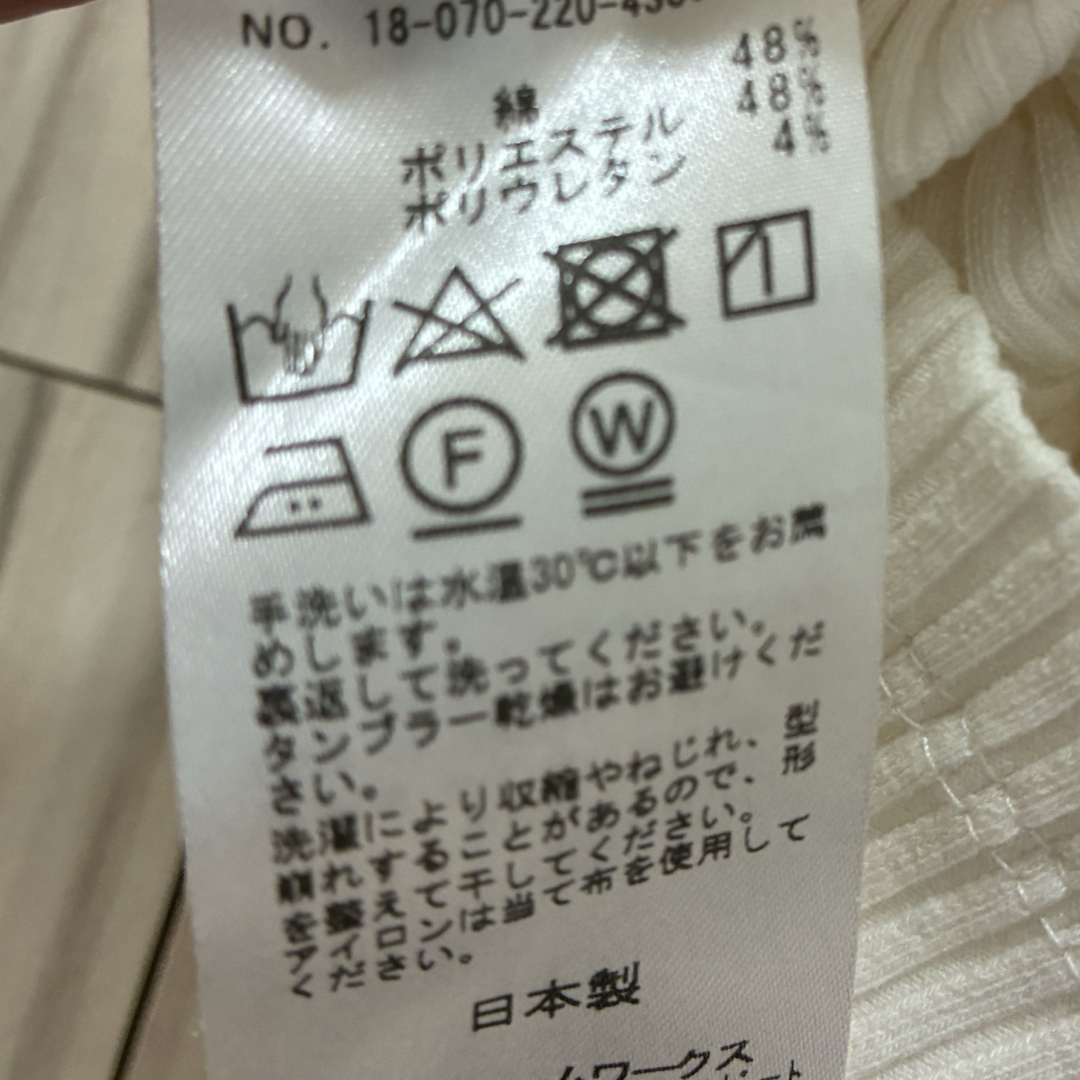 NO. 18-070-220-
綿 48%
ポリエステル 48%
ポリウレタン 4%
F W
手洗いは水温30℃以下をお薦
めします。
裏返して洗ってください。
タンブラー乾燥はお避けくだ
さい。
洗濯により収縮やねじれ、型
崩れすることがあるので、形
を整えて干してください。
アイロンは当て布を使用して
ください。
日本製
ムワークス